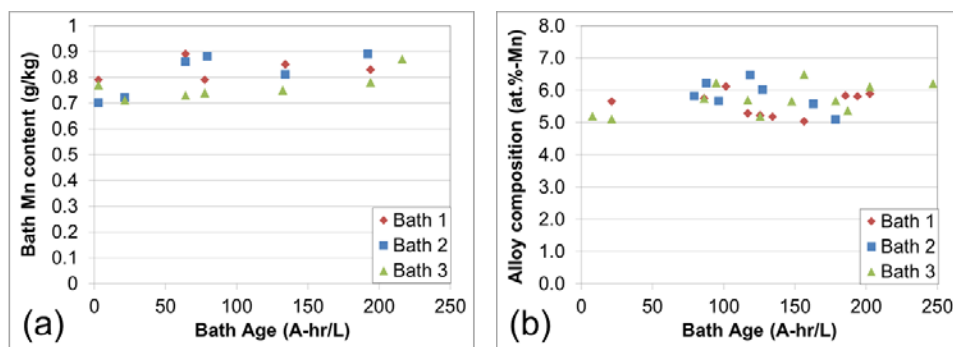 Bath Mn content (g/kg)
1
0.9
0.8
0.7
0.6
0.5
0.4
0.3
0.2
0.1
0
0 50 100 150 200 250
Bath Age (A-hr/L)
Bath 1
Bath 2
Bath 3
(a)
Alloy composition (at.%-Mn)
8.0
7.0
6.0
5.0
4.0
3.0
2.0
1.0
0.0
0 50 100 150 200 250
Bath Age (A-hr/L)
Bath 1
Bath 2
Bath 3
(b)